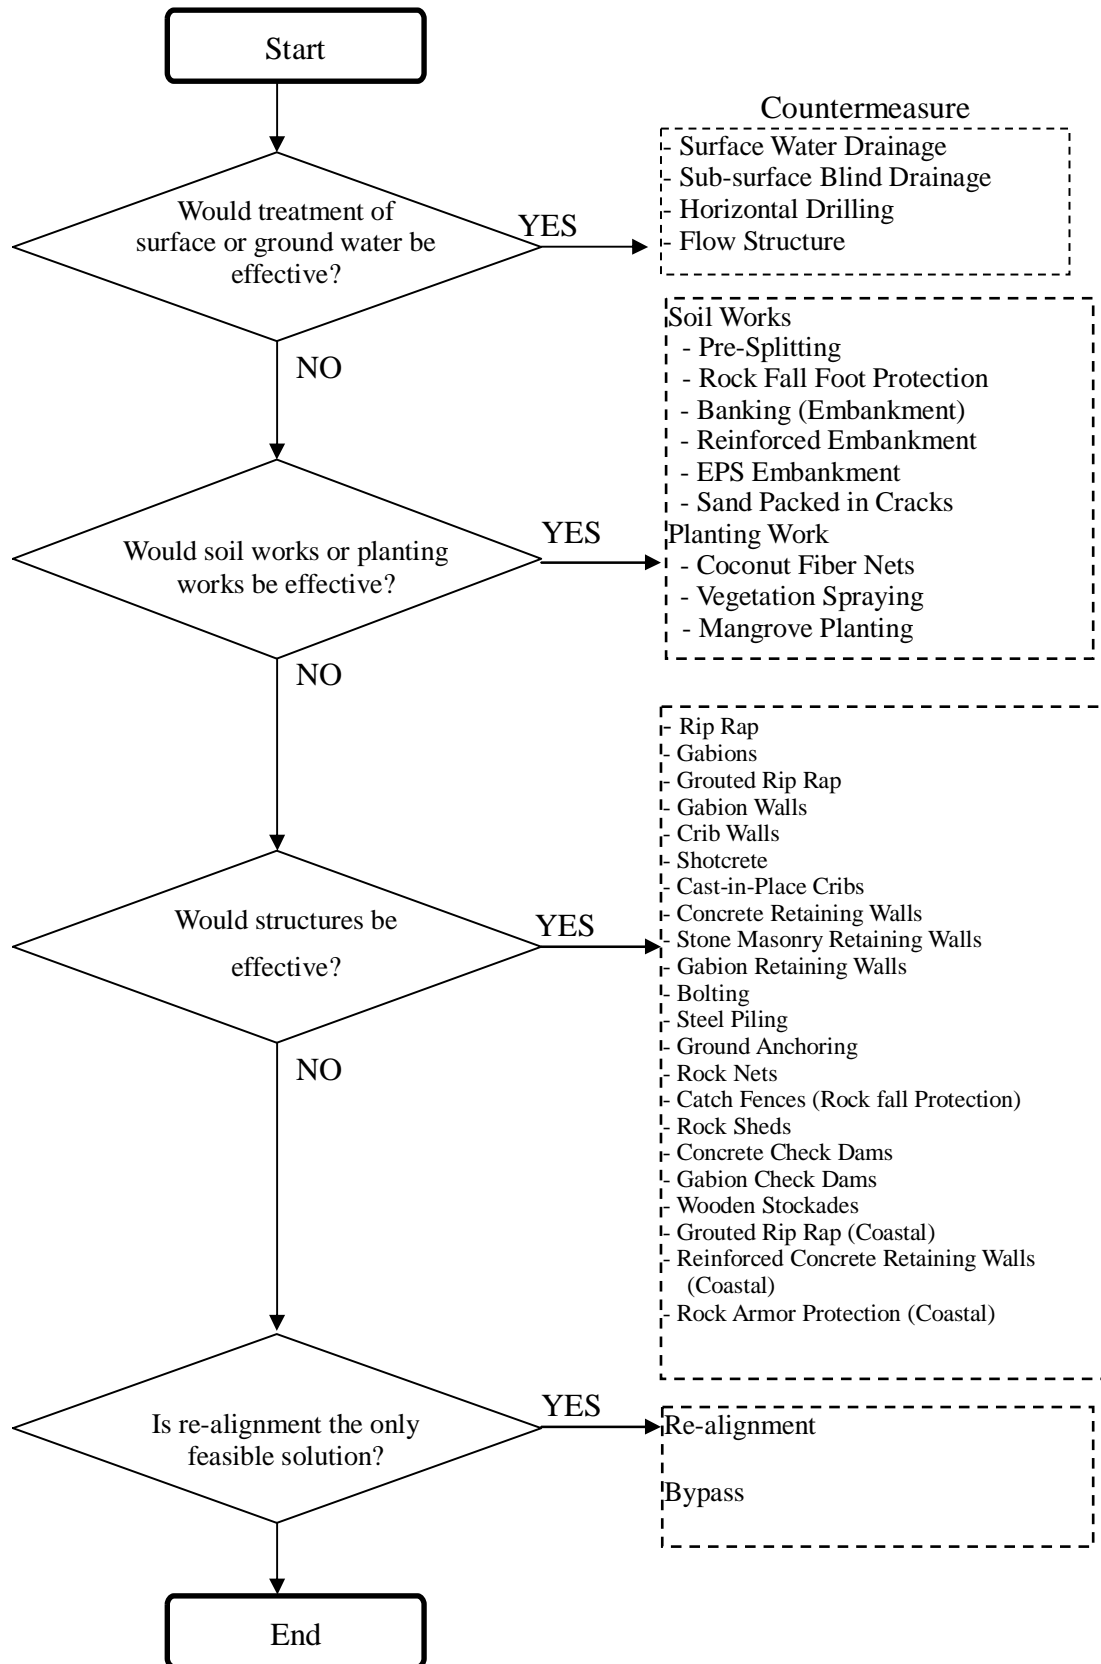 Start
Countermeasure
- Surface Water Drainage
- Sub-surface Blind Drainage
- Horizontal Drilling
- Flow Structure
Would treatment of
surface or ground water be
effective?
YES
NO
Soil Works
- Pre-Splitting
- Rock Fall Foot Protection
- Banking (Embankment)
- Reinforced Embankment
- EPS Embankment
- Sand Packed in Cracks
Planting Work
- Coconut Fiber Nets
- Vegetation Spraying
- Mangrove Planting
Would soil works or planting
works be effective?
YES
NO
- Rip Rap
- Gabions
- Grouted Rip Rap
- Gabion Walls
- Crib Walls
- Shotcrete
- Cast-in-Place Cribs
- Concrete Retaining Walls
- Stone Masonry Retaining Walls
- Gabion Retaining Walls
- Bolting
- Steel Piling
- Ground Anchoring
- Rock Nets
- Catch Fences (Rock fall Protection)
- Rock Sheds
- Concrete Check Dams
- Gabion Check Dams
- Wooden Stockades
- Grouted Rip Rap (Coastal)
- Reinforced Concrete Retaining Walls
(Coastal)
- Rock Armor Protection (Coastal)
Would structures be
effective?
YES
NO
Is re-alignment the only
feasible solution?
YES
Re-alignment
Bypass
End